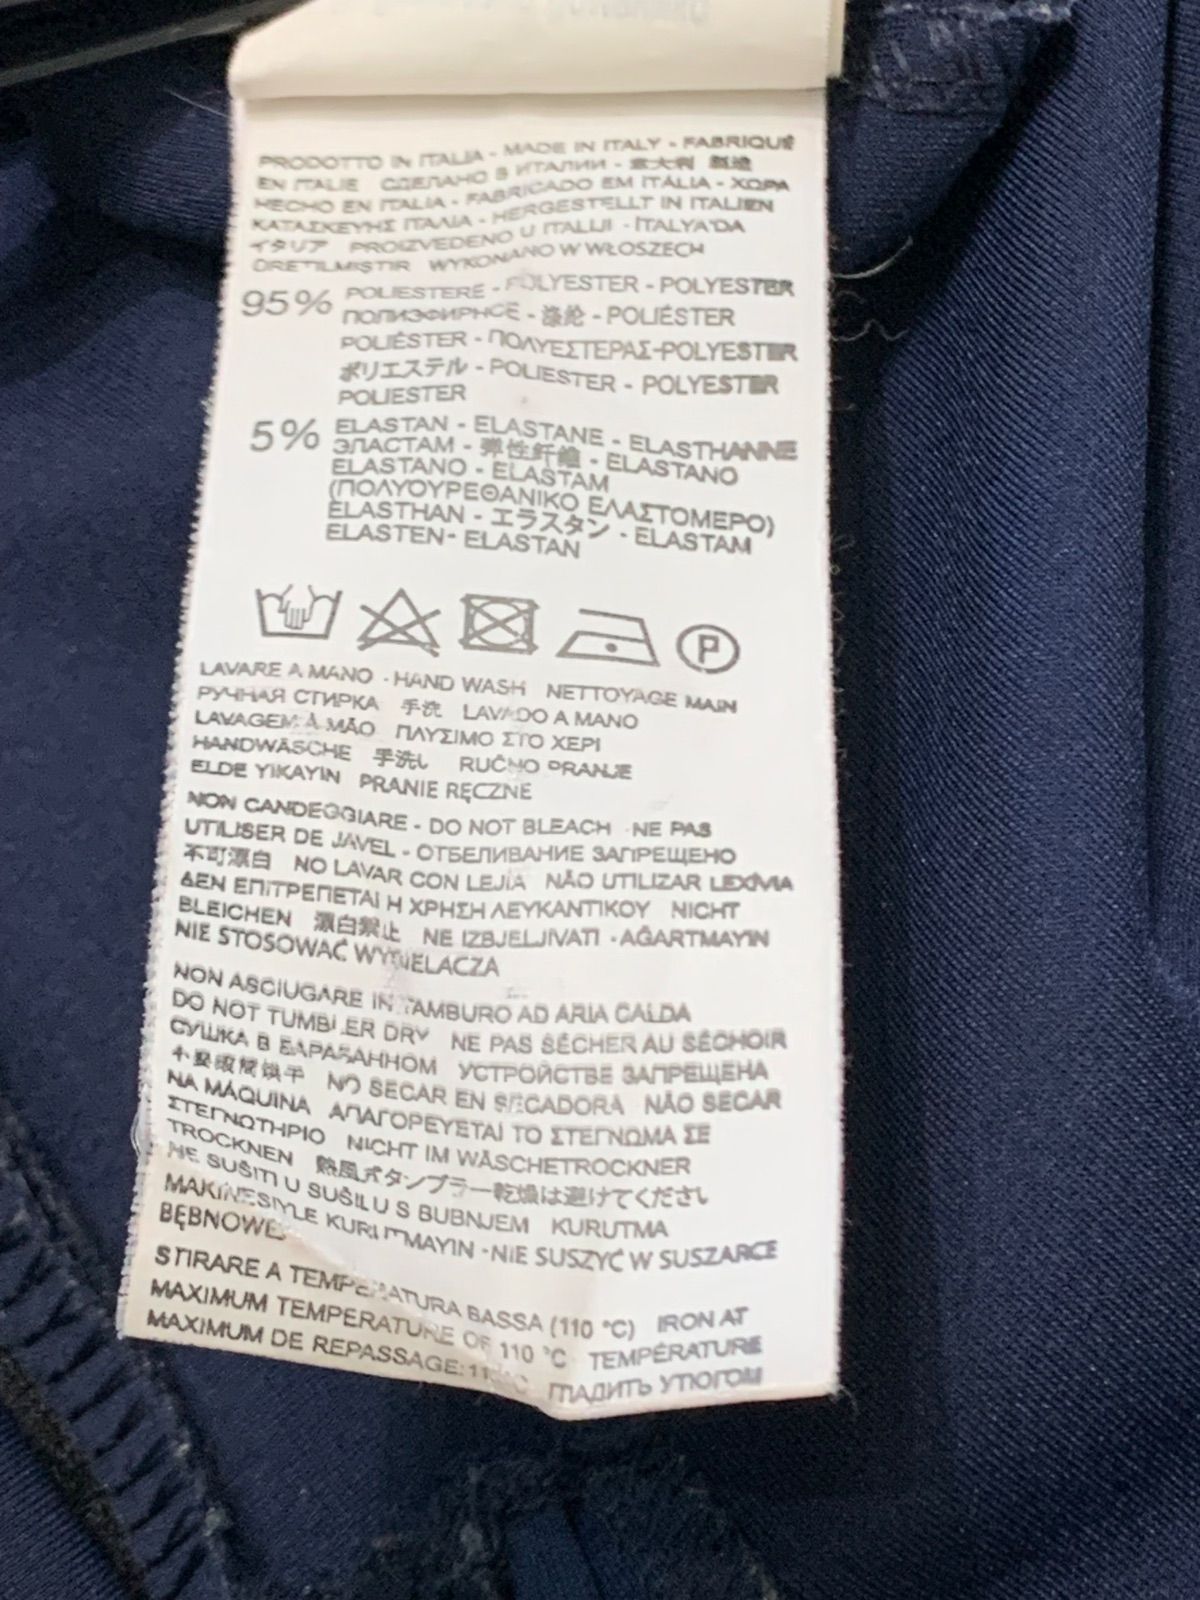 PRODOTTO IN ITALIA - MADE IN ITALY - FABRIQUÉ
EN ITALIE СДЕЛАНО В ИТАЛИИ - 意大利 製造
HECHO EN ITALIA - FABRICADO EM ITÁLIA - ΧΩΡΑ
ΚΑΤΑΣΚΕΥΗΣ ΙΤΑΛΙΑ - HERGESTELLT IN ITALIEN
イタリア PROIZVEDENO U ITALIJI - İTALYA'DA
ÜRETİLMİŞTİR WYKONANO W WŁOSZECH
95% POLIESTERE - POLYESTER - POLYESTER
ПОЛИЭФИРНОЕ - 涤纶 - POLIÉSTER
POLIÉSTER - ΠΟΛΥΕΣΤΕΡΑΣ-POLYESTER
ポリエステル - POLIESTER - POLYESTER
POLIESTER
5% ELASTAN - ELASTANE - ELASTHANNE
ЭЛАСТАМ - 弹性纤维 - ELASTANO
ELASTANO - ELASTAM
(ΠΟΛΥΟΥΡΕΘΑΝΙΚΟ ΕΛΑΣΤΟΜΕΡΟ)
ELASTHAN - エラスタン - ELASTAM
ELASTEN- ELASTAN
P
LAVARE A MANO - HAND WASH NETTOYAGE MAIN
РУЧНАЯ СТИРКА 手洗 LAVADO A MANO
LAVAGEM À MÃO ΠΛΥΣΙΜΟ ΣΤΟ ΧΕΡΙ
HANDWÄSCHE 手洗い RUČNO PRANJE
ELDE YIKAYIN PRANIE RĘCZNE
NON CANDEGGIARE - DO NOT BLEACH NE PAS
UTILISER DE JAVEL - ОТБЕЛИВАНИЕ ЗАПРЕЩЕНО
不可漂白 NO LAVAR CON LEJÍA NÃO UTILIZAR LEXÍVIA
ΔΕΝ ΕΠΙΤΡΕΠΕΤΑΙ Η ΧΡΗΣΗ ΛΕΥΚΑΝΤΙΚΟΥ NICHT
BLEICHEN 漂白禁止 NE IZBJELJIVATI - AĞARTMAYIN
NIE STOSOWAĆ WYBIELACZA
NON ASCIUGARE IN TAMBURO AD ARIA CALDA
DO NOT TUMBLER DRY NE PAS SÉCHER AU SÉCHOIR
СУШКА В БАРАБАННОМ УСТРОЙСТВЕ ЗАПРЕЩЕНА
NO SECAR EN SECADORA NÃO SECAR
NA MÁQUINA ΑΠΑΓΟΡΕΥΕΤΑΙ ΤΟ ΣΤΕΓΝΩΜΑ ΣΕ
ΣΤΕΓΝΩΤΗΡΙΟ NICHT IM WÄSCHETROCKNER
TROCKNEN 熱風式タンブラー乾燥は避けてください
NE SUŠITI U SUŠILU S BUBNJEM KURUTMA
MAKINESIYLE KURUTMAYIN - NIE SUSZYĆ W SUSZARCE
BĘBNOWEJ
STIRARE A TEMPERATURA BASSA (110 °C) IRON AT
MAXIMUM TEMPERATURE OF 110 °C TEMPÉRATURE
MAXIMUM DE REPASSAGE: ГЛАДИТЬ УТЮГОМ